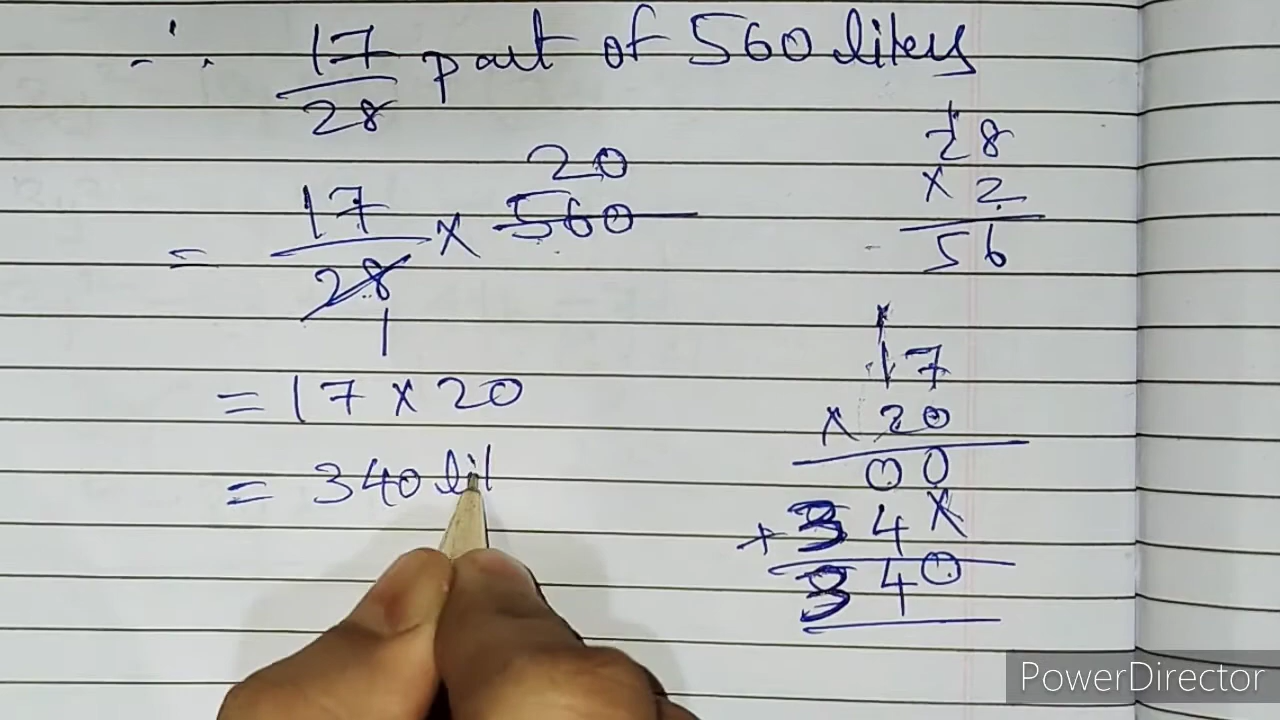 ∴ 17/28 part of 560 liters
= 17/28 × 560
20
1
= 17 × 20
= 340 lit
28
× 2
56
17
× 20
00
+ 34×
340
PowerDirector